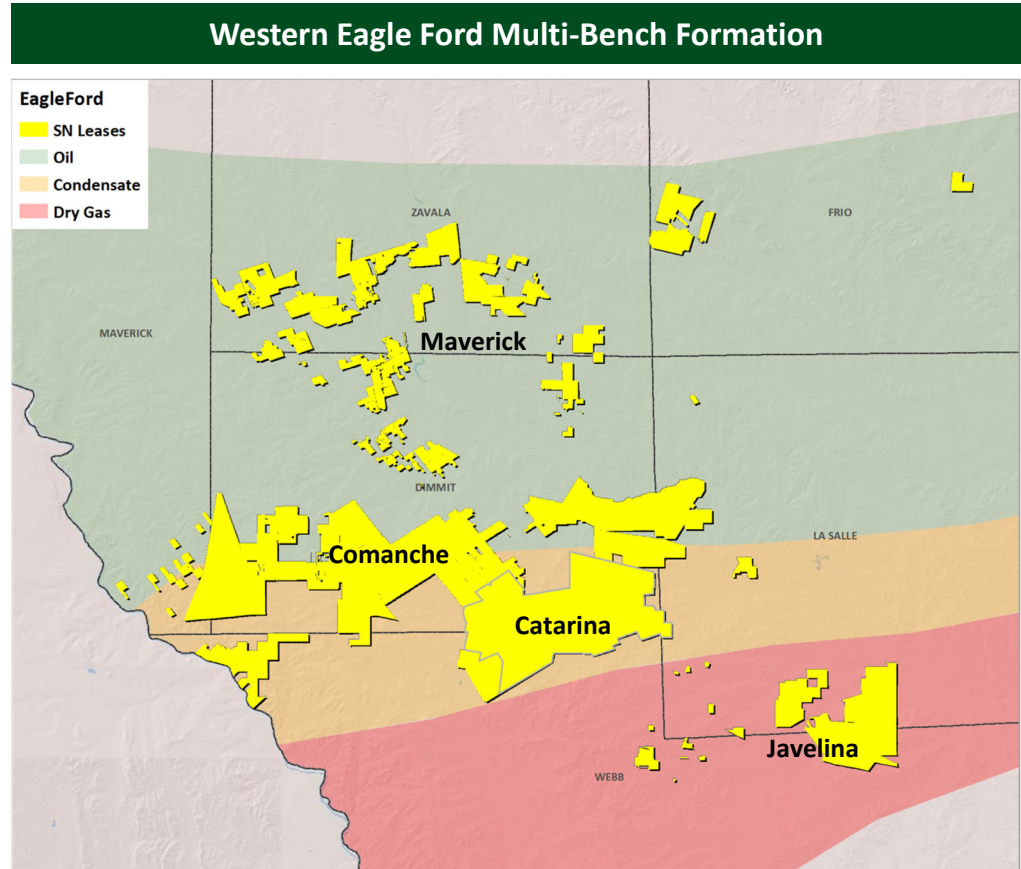 Western Eagle Ford Multi-Bench Formation
EagleFord
SN Leases
Oil
Condensate
Dry Gas
ZAVALA
FRIO
MAVERICK
Maverick
DIMMIT
LA SALLE
Comanche
Catarina
Javelina
WEBB